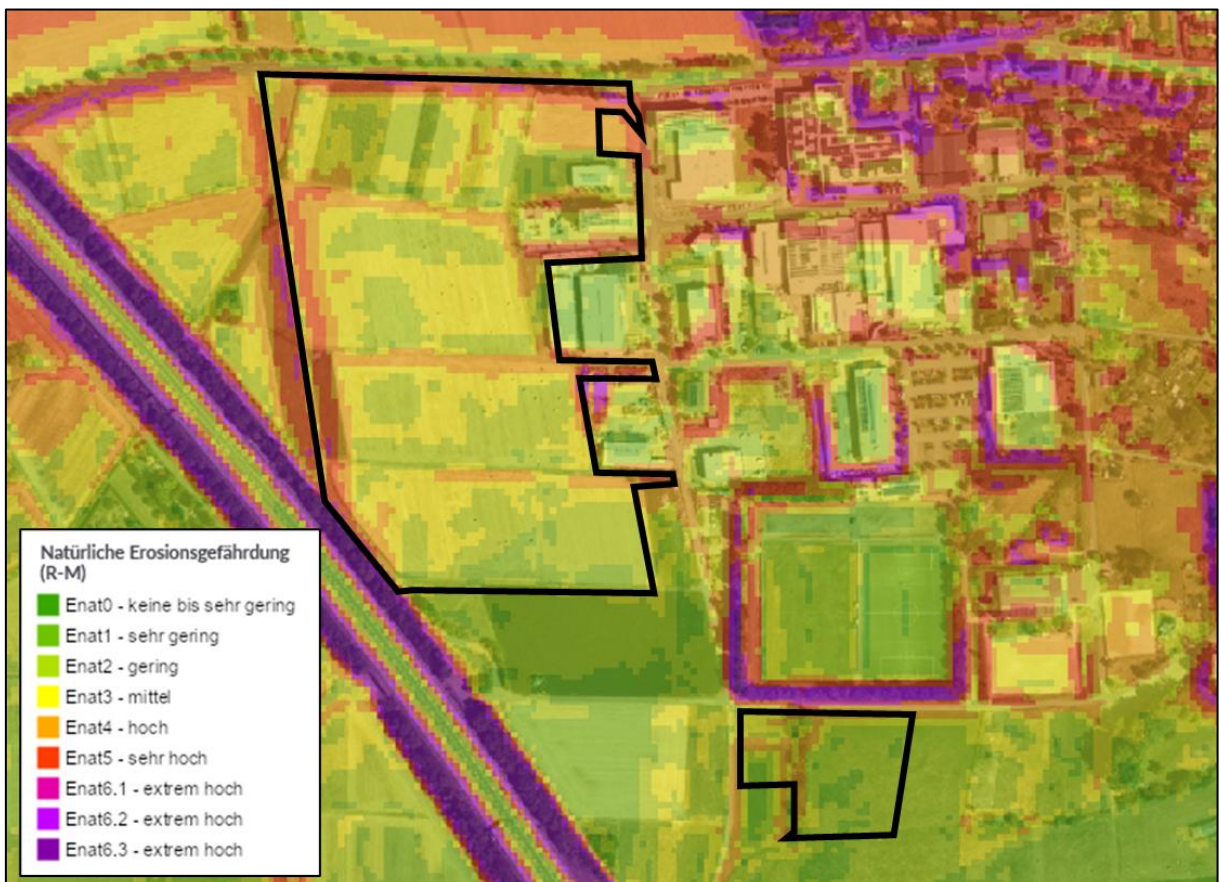 Natürliche Erosionsgefährdung
(R-M)
Enat0 - keine bis sehr gering
Enat1 - sehr gering
Enat2 - gering
Enat3 - mittel
Enat4 - hoch
Enat5 - sehr hoch
Enat6.1 - extrem hoch
Enat6.2 - extrem hoch
Enat6.3 - extrem hoch